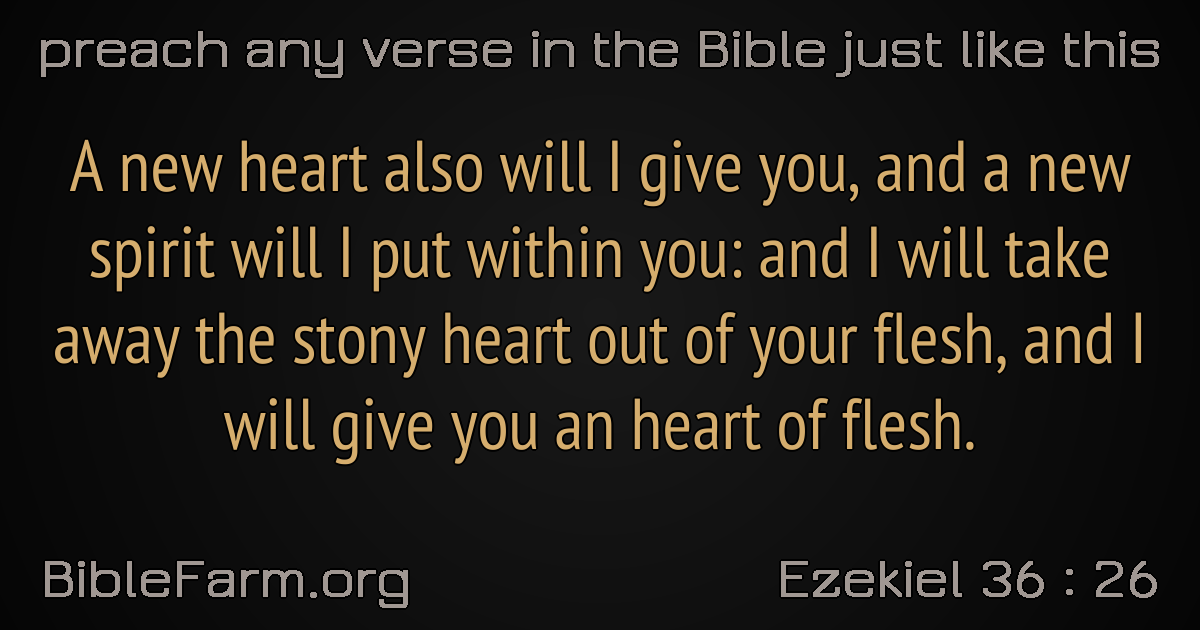 preach any verse in the Bible just like this
A new heart also will I give you, and a new
spirit will I put within you: and I will take
away the stony heart out of your flesh, and I
will give you an heart of flesh.
BibleFarm.org
Ezekiel 36 : 26